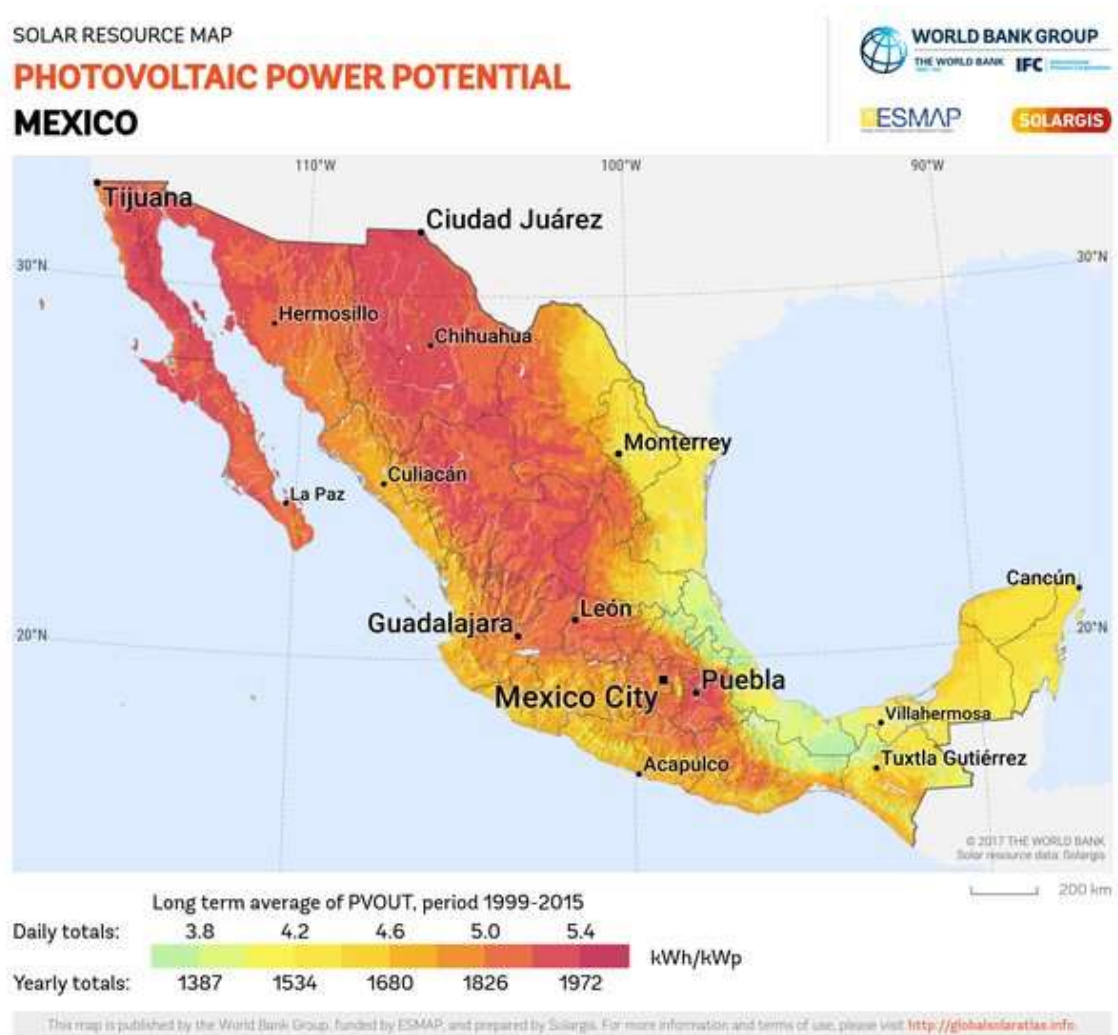 SOLAR RESOURCE MAP
PHOTOVOLTAIC POWER POTENTIAL
MEXICO
WORLD BANK GROUP
THE WORLD BANK IFC
ESMAP
SOLARGIS
110°W 100°W 90°W
Tijuana
Ciudad Juárez
30°N 30°N
Hermosillo
Chihuahua
Monterrey
Culiacán
La Paz
Cancún
León
Guadalajara
20°N 20°N
Mexico City
Puebla
Villahermosa
Tuxtla Gutiérrez
Acapulco
© 2017 THE WORLD BANK
Solar resource data: Solargis
200 km
Long term average of PVOUT, period 1999-2015
Daily totals: 3.8 4.2 4.6 5.0 5.4
kWh/kWp
Yearly totals: 1387 1534 1680 1826 1972
This map is published by the World Bank Group, funded by ESMAP, and prepared by Solargis. For more information and terms of use, please visit http://globalsolaratlas.info.